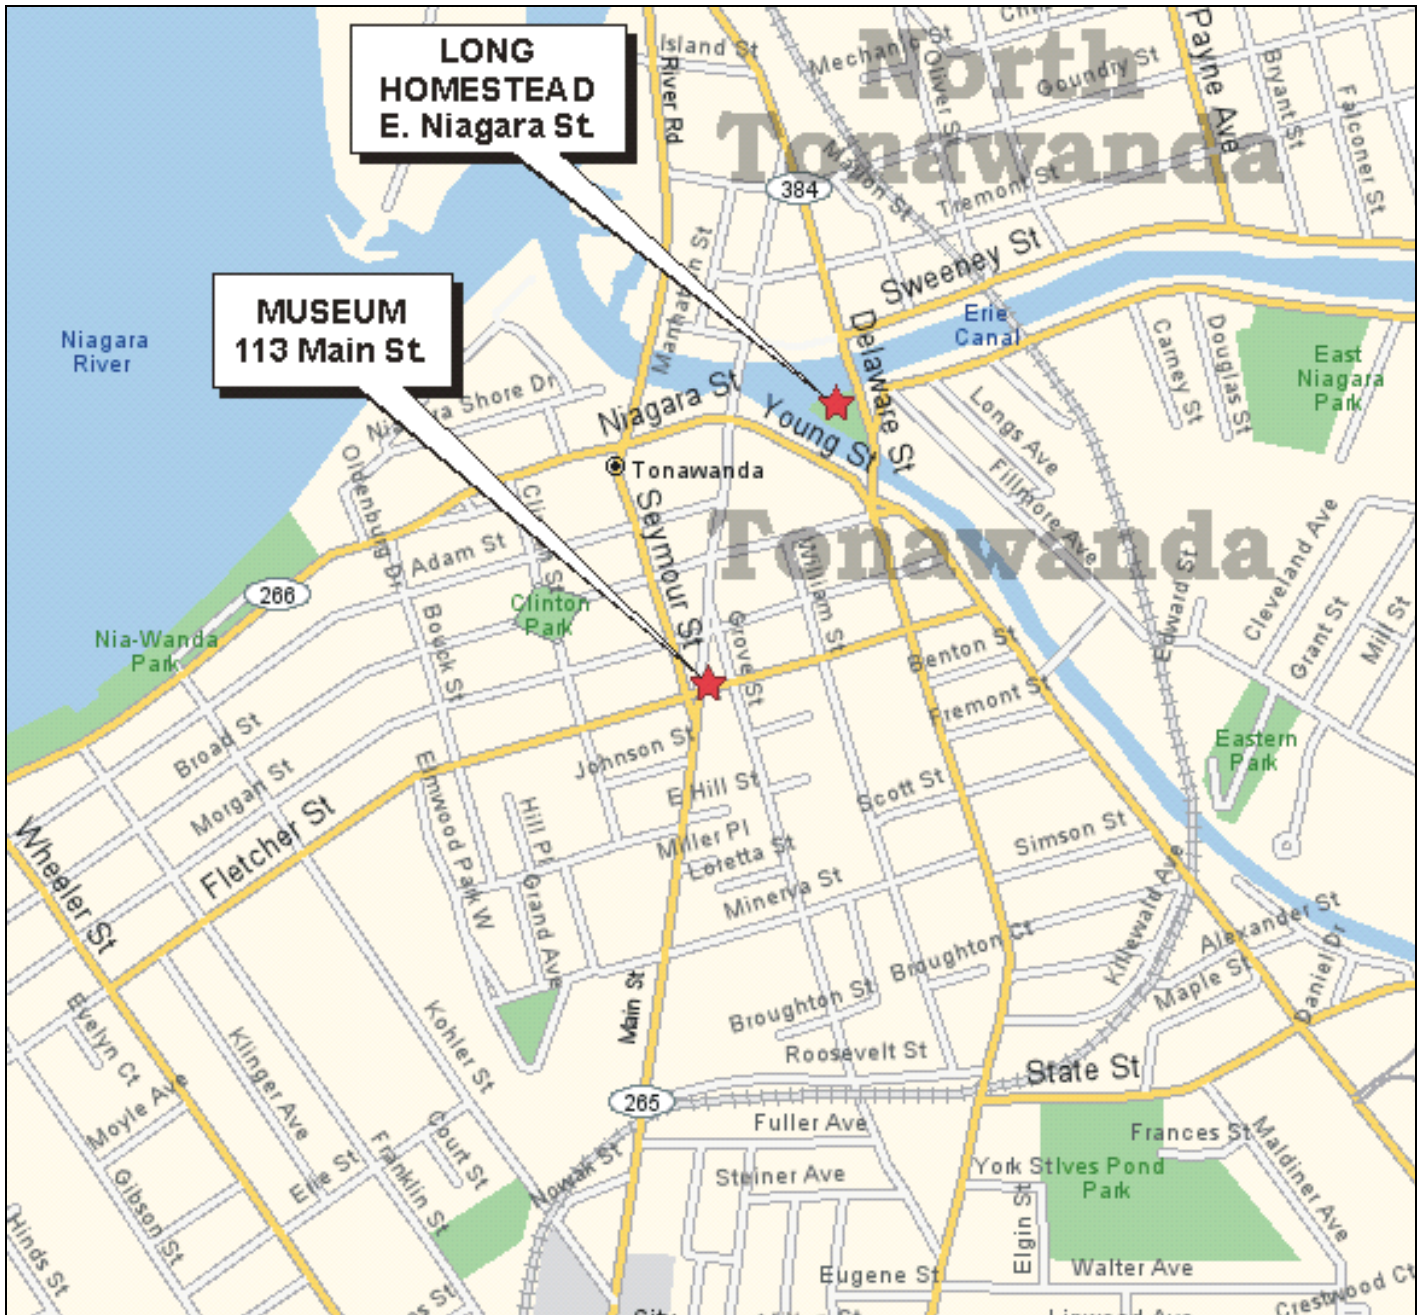 LONG
HOMESTEAD
E. Niagara St.
MUSEUM
113 Main St.
North
Tonawanda
Tonawanda
Island St
River Rd
Mechanic St
Oliver St
Goundry St
Payne Ave
Bryant St
Falconer St
Marion St
384
Tremont St
Sweeney St
Manhattan St
Erie
Canal
Delaware St
Niagara
River
Niagara Shore Dr
Niagara St
Young St
Carney St
Douglas St
East
Niagara
Park
Longs Ave
Fillmore Ave
Oldenburg Dr
Tonawanda
Clinton St
Seymour St
Adam St
William St
Edward St
Cleveland Ave
Grant St
Mill St
266
Clinton
Park
Nia-Wanda
Park
Bouck St
Grove St
Benton St
Fremont St
Eastern
Park
Broad St
Morgan St
Fletcher St
Wheeler St
Elmwood Park W
Johnson St
E Hill St
Hill Pl
Grand Ave
Miller Pl
Loretta St
Minerva St
Scott St
Simson St
Killewald Ave
Alexander St
Maple St
Daniell Dr
Broughton Ct
Broughton St
Main St
Roosevelt St
State St
Evelyn Ct
Moyle Ave
Klinger Ave
Kohler St
265
Fuller Ave
Frances St
Maldiner Ave
York St
Ives Pond
Park
Steiner Ave
Nowak St
Court St
Franklin St
Erie St
Gibson St
Hinds St
Elgin St
Eugene St
Walter Ave
Crestwood Ct
Linwood Ave
City